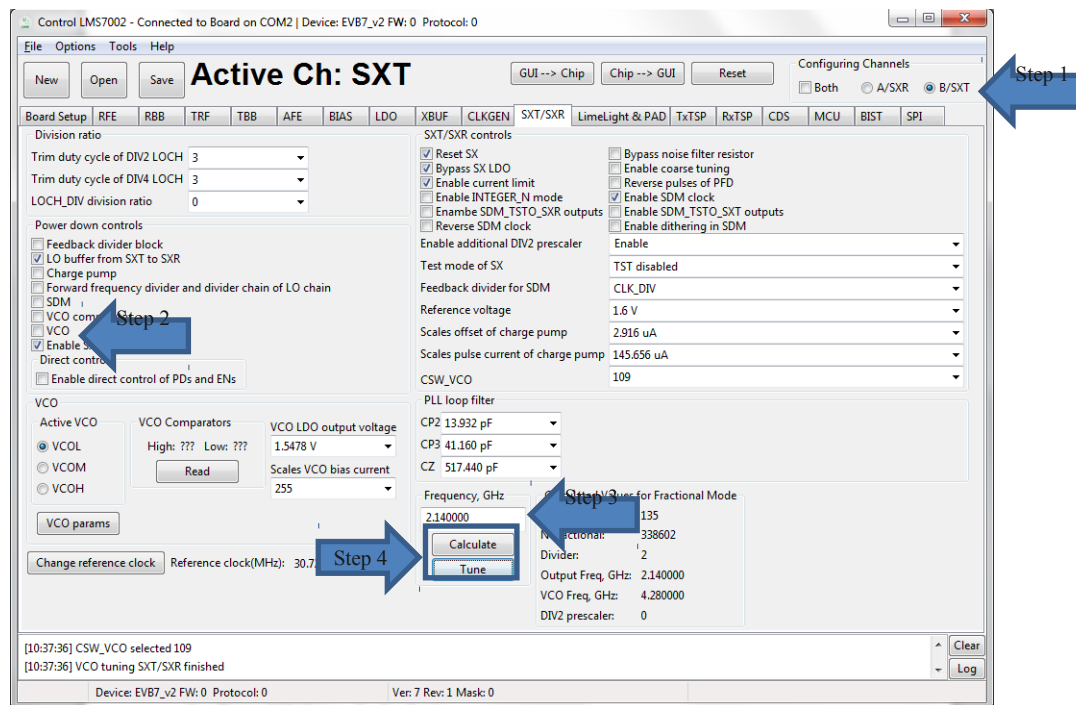 Control LMS7002 - Connected to Board on COM2 | Device: EVB7_v2 FW: 0 Protocol: 0
File Options Tools Help
New Open Save Active Ch: SXT GUI --> Chip Chip --> GUI Reset
Configuring Channels
Both A/SXR B/SXT
Step 1
Board Setup RFE RBB TRF TBB AFE BIAS LDO XBUF CLKGEN SXT/SXR LimeLight & PAD TxTSP RxTSP CDS MCU BIST SPI
Division ratio
Trim duty cycle of DIV2 LOCH 3
Trim duty cycle of DIV4 LOCH 3
LOCH_DIV division ratio 0
Power down controls
Feedback divider block
LO buffer from SXT to SXR
Charge pump
Forward frequency divider and divider chain of LO chain
SDM
VCO com
VCO
Step 2
Enable
Direct contro
Enable direct control of PDs and ENs
VCO
Active VCO
VCOL
VCOM
VCOH
VCO Comparators
High: ??? Low: ???
Read
VCO LDO output voltage
1.5478 V
Scales VCO bias current
255
VCO params
Change reference clock Reference clock(MHz): 30.7
Step 4
SXT/SXR controls
Reset SX
Bypass SX LDO
Enable current limit
Enable INTEGER_N mode
Enambe SDM_TSTO_SXR outputs
Reverse SDM clock
Bypass noise filter resistor
Enable coarse tuning
Reverse pulses of PFD
Enable SDM clock
Enable SDM_TSTO_SXT outputs
Enable dithering in SDM
Enable additional DIV2 prescaler Enable
Test mode of SX TST disabled
Feedback divider for SDM CLK_DIV
Reference voltage 1.6 V
Scales offset of charge pump 2.916 uA
Scales pulse current of charge pump 145.656 uA
CSW_VCO 109
PLL loop filter
CP2 13.932 pF
CP3 41.160 pF
CZ 517.440 pF
Frequency, GHz
2.140000
Calculate
Tune
Step 3
Values for Fractional Mode
135
338602
Divider: 2
Output Freq, GHz: 2.140000
VCO Freq, GHz: 4.280000
DIV2 prescaler: 0
[10:37:36] CSW_VCO selected 109
[10:37:36] VCO tuning SXT/SXR finished
Clear
Log
Device: EVB7_v2 FW: 0 Protocol: 0 Ver: 7 Rev: 1 Mask: 0